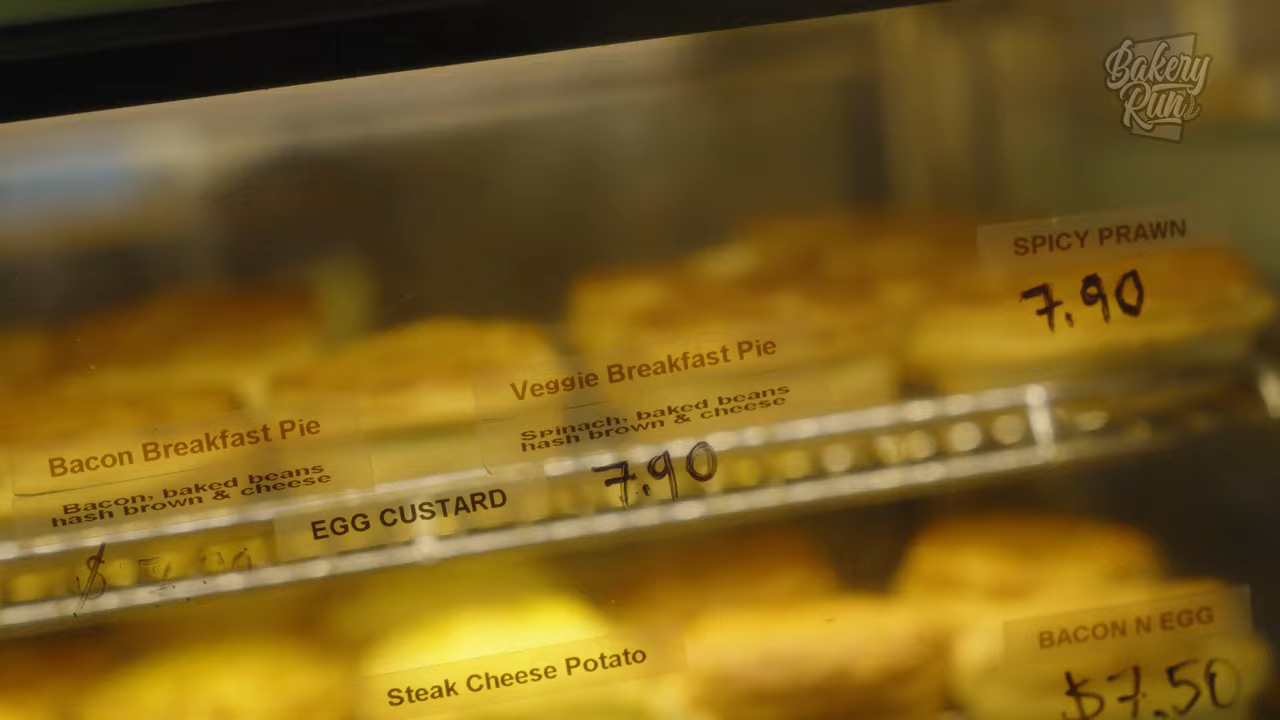 Bakery
Run
SPICY PRAWN
7.90
Veggie Breakfast Pie
Spinach, baked beans
hash brown & cheese
7.90
Bacon Breakfast Pie
Bacon, baked beans
hash brown & cheese
$
EGG CUSTARD
Steak Cheese Potato
BACON N EGG
$7.50